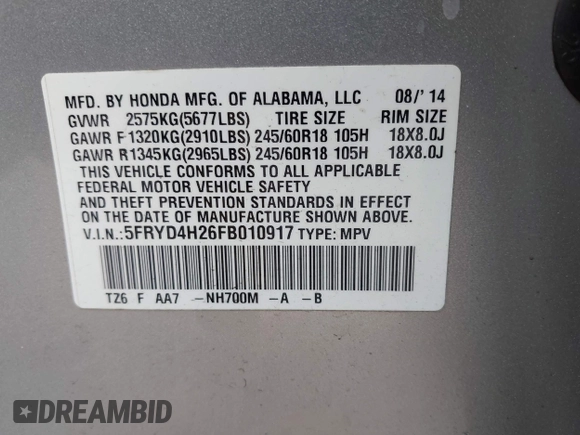 MFD. BY HONDA MFG. OF ALABAMA, LLC 08/' 14
GVWR 2575KG(5677LBS) TIRE SIZE RIM SIZE
GAWR F1320KG(2910LBS) 245/60R18 105H 18X8.0J
GAWR R1345KG(2965LBS) 245/60R18 105H 18X8.0J
THIS VEHICLE CONFORMS TO ALL APPLICABLE
FEDERAL MOTOR VEHICLE SAFETY
AND THEFT PREVENTION STANDARDS IN EFFECT
ON THE DATE OF MANUFACTURE SHOWN ABOVE.
V.I.N.:5FRYD4H26FB010917 TYPE: MPV
TZ6 F AA7 -NH700M -A -B
DREAMBID